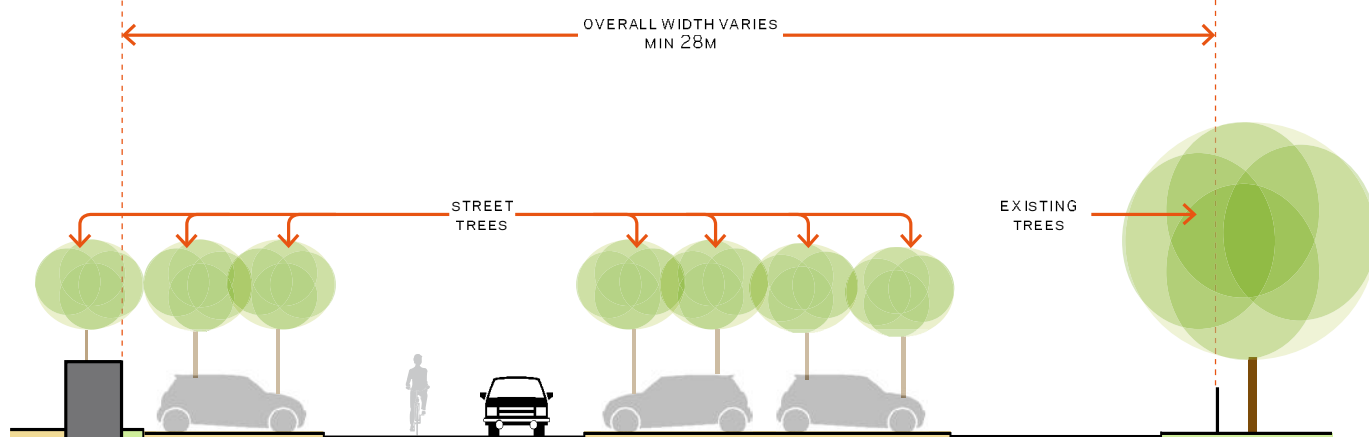 OVERALL WIDTH VARIES
MIN 28M
STREET
TREES
EXISTING
TREES